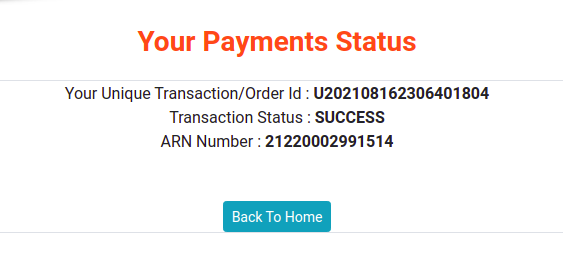 Your Payments Status
Your Unique Transaction/Order Id : U202108162306401804
Transaction Status : SUCCESS
ARN Number : 21220002991514
Back To Home